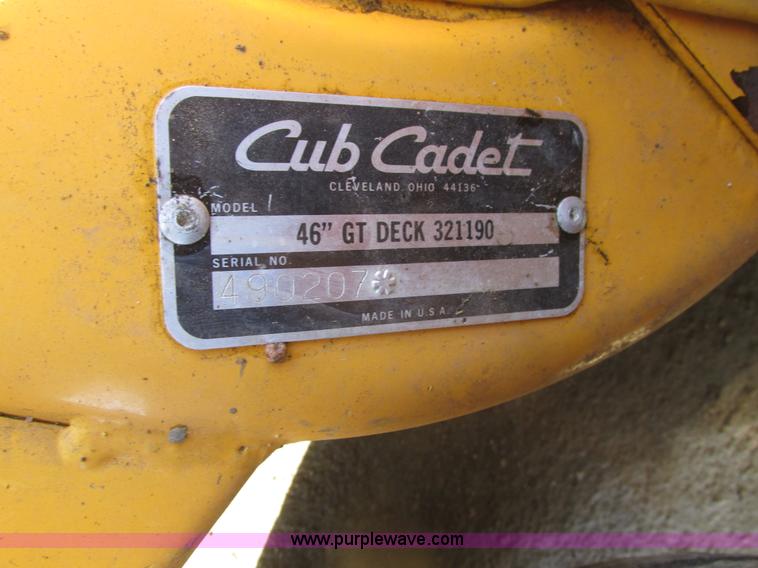 Cub Cadet
CLEVELAND, OHIO 44136
MODEL
46" GT DECK 321190
SERIAL NO.
490207*
MADE IN U.S.A.
www.purplewave.com